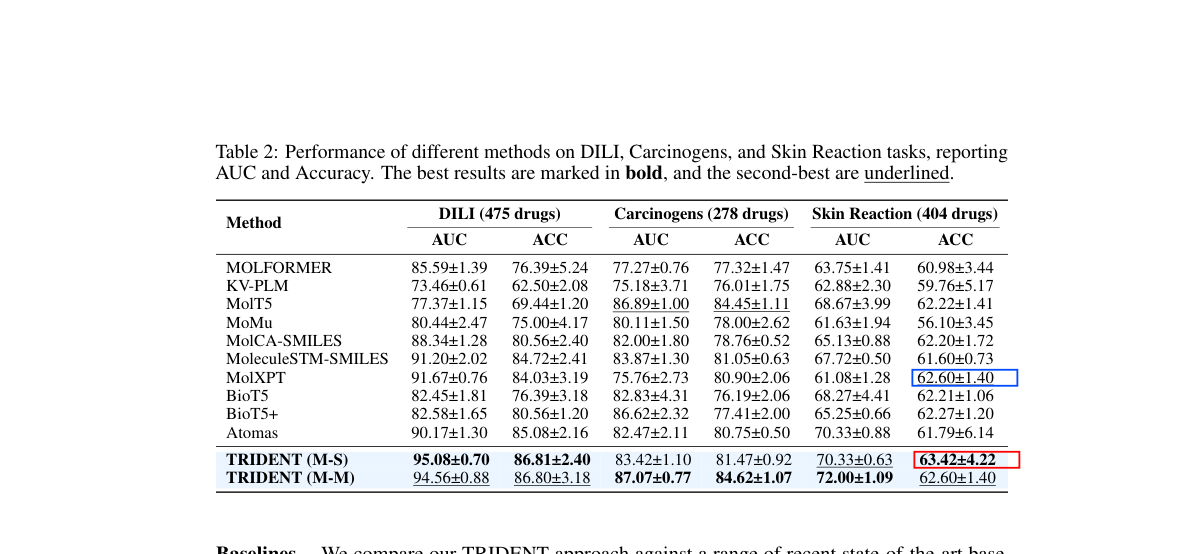 Table 2: Performance of different methods on DILI, Carcinogens, and Skin Reaction tasks, reporting
AUC and Accuracy. The best results are marked in bold, and the second-best are underlined.
Method DILI (475 drugs) Carcinogens (278 drugs) Skin Reaction (404 drugs)
AUC ACC AUC ACC AUC ACC
MOLFORMER 85.59±1.39 76.39±5.24 77.27±0.76 77.32±1.47 63.75±1.41 60.98±3.44
KV-PLM 73.46±0.61 62.50±2.08 75.18±3.71 76.01±1.75 62.88±2.30 59.76±5.17
MolT5 77.37±1.15 69.44±1.20 86.89±1.00 84.45±1.11 68.67±3.99 62.22±1.41
MoMu 80.44±2.47 75.00±4.17 80.11±1.50 78.00±2.62 61.63±1.94 56.10±3.45
MolCA-SMILES 88.34±1.28 80.56±2.40 82.00±1.80 78.76±0.52 65.13±0.88 62.20±1.72
MoleculeSTM-SMILES 91.20±2.02 84.72±2.41 83.87±1.30 81.05±0.63 67.72±0.50 61.60±0.73
MolXPT 91.67±0.76 84.03±3.19 75.76±2.73 80.90±2.06 61.08±1.28 62.60±1.40
BioT5 82.45±1.81 76.39±3.18 82.83±4.31 76.19±2.06 68.27±4.41 62.21±1.06
BioT5+ 82.58±1.65 80.56±1.20 86.62±2.32 77.41±2.00 65.25±0.66 62.27±1.20
Atomas 90.17±1.30 85.08±2.16 82.47±2.11 80.75±0.50 70.33±0.88 61.79±6.14
TRIDENT (M-S) 95.08±0.70 86.81±2.40 83.42±1.10 81.47±0.92 70.33±0.63 63.42±4.22
TRIDENT (M-M) 94.56±0.88 86.80±3.18 87.07±0.77 84.62±1.07 72.00±1.09 62.60±1.40
Baselines We compare our TRIDENT approach against a range of recent state-of-the-art base-